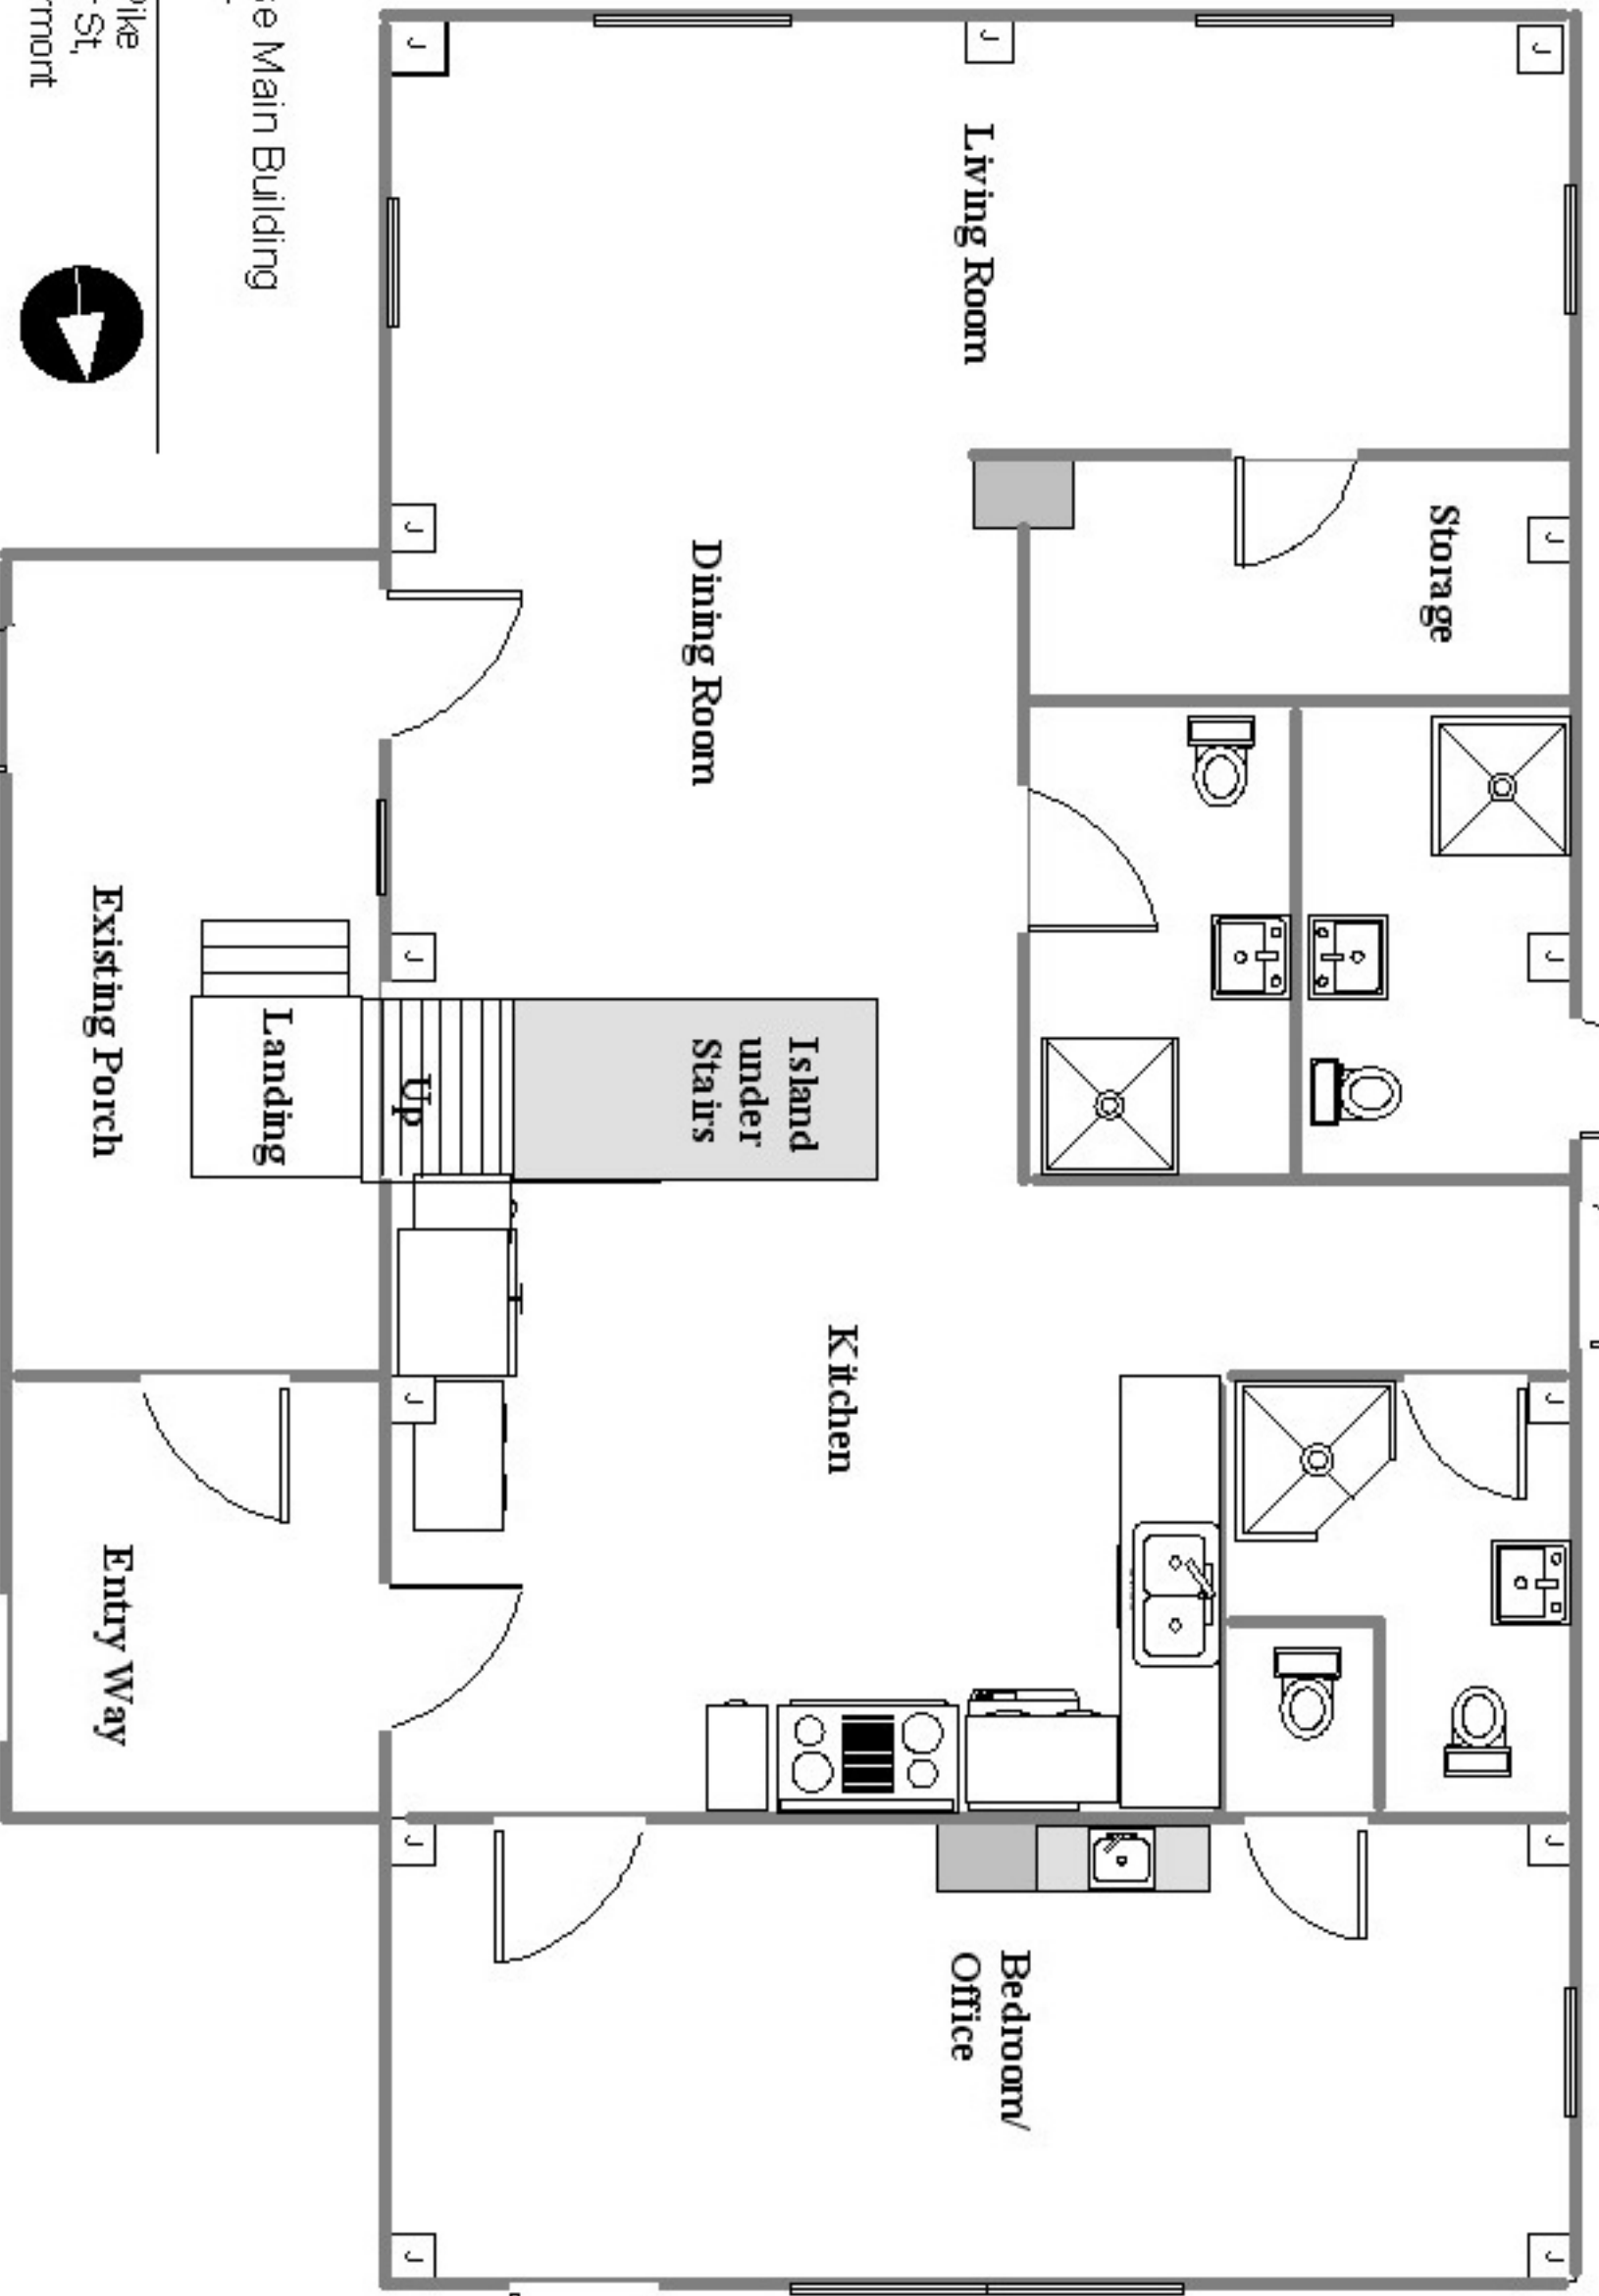 J
J
J
J
J
J
Storage
Bedroom/
Office
J
Living Room
Kitchen
Island
under
Stairs
Dining Room
J
J
J
J
J
J
Up
Landing
Main Building
Existing Porch
Entry Way
Pike
St,
rmont